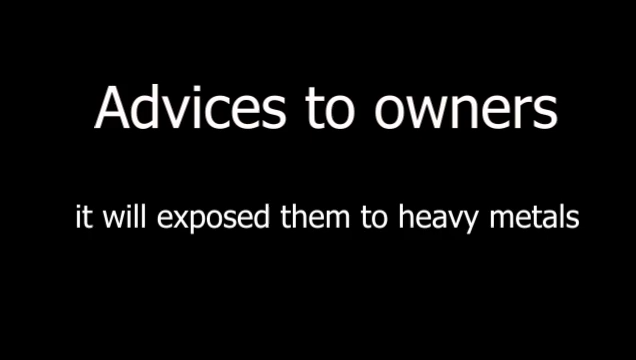 Advices to owners
it will exposed them to heavy metals